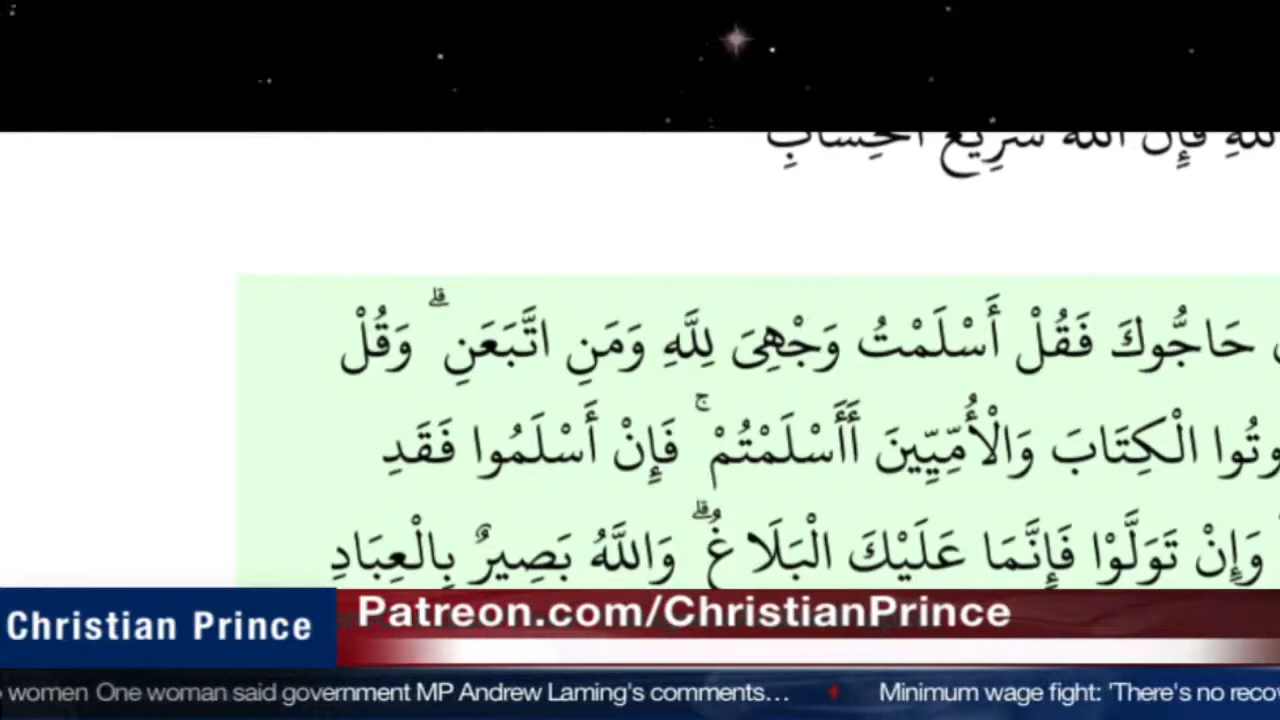 للهِ فَإِنَّ اللَّهَ سَرِيعُ الْحِسَابِ
حَاجُّوكَ فَقُلْ أَسْلَمْتُ وَجْهِيَ لِلَّهِ وَمَنِ اتَّبَعَنِ ۗ وَقُلْ
وتُوا الْكِتَابَ وَالْأُمِّيِّينَ أَأَسْلَمْتُمْ ۚ فَإِنْ أَسْلَمُوا فَقَدِ
وَإِنْ تَوَلَّوْا فَإِنَّمَا عَلَيْكَ الْبَلَاغُ ۗ وَاللَّهُ بَصِيرٌ بِالْعِبَادِ
Patreon.com/ChristianPrince
Christian Prince
women One woman said government MP Andrew Laming's comments... Minimum wage fight: 'There's no reco